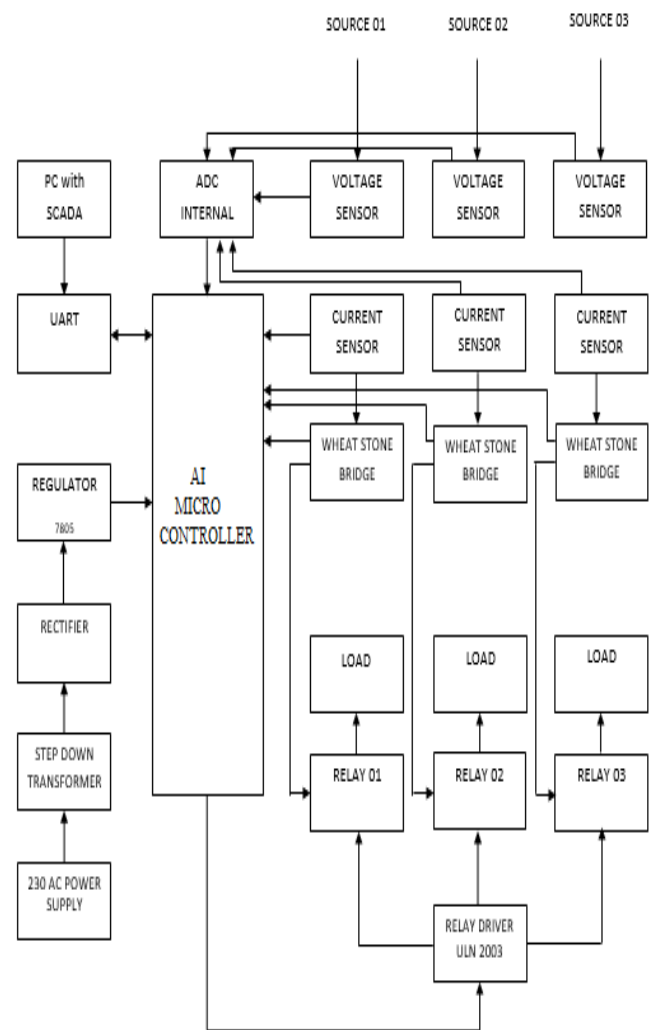 SOURCE 01
SOURCE 02
SOURCE 03
PC with
SCADA
ADC
INTERNAL
VOLTAGE
SENSOR
VOLTAGE
SENSOR
VOLTAGE
SENSOR
UART
CURRENT
SENSOR
CURRENT
SENSOR
CURRENT
SENSOR
AI
MICRO
CONTROLLER
WHEAT STONE
BRIDGE
WHEAT STONE
BRIDGE
WHEAT STONE
BRIDGE
REGULATOR
7805
RECTIFIER
LOAD
LOAD
LOAD
STEP DOWN
TRANSFORMER
RELAY 01
RELAY 02
RELAY 03
230 AC POWER
SUPPLY
RELAY DRIVER
ULN 2003